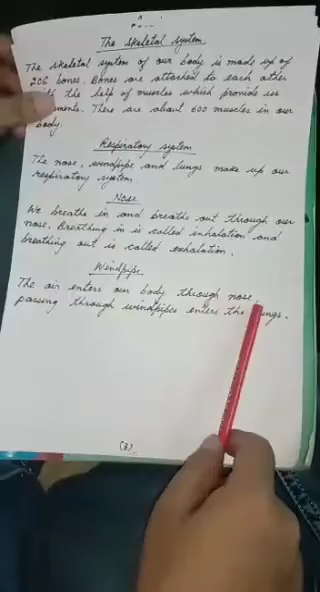 The skeletal system
The skeletal system of our body is made up of
206 bones. Bones are attached to each other
the help of muscles which provide us
ments. There are about 600 muscles in our
body.
Respiratory system
The nose, windpipe and lungs make up our
respiratory system.
Nose
We breathe in and breathe out through our
nose. Breathing in is called inhalation and
breathing out is called exhalation.
Windpipe
The air enters our body through nose,
passing through windpipes enters the ungs.
(3)